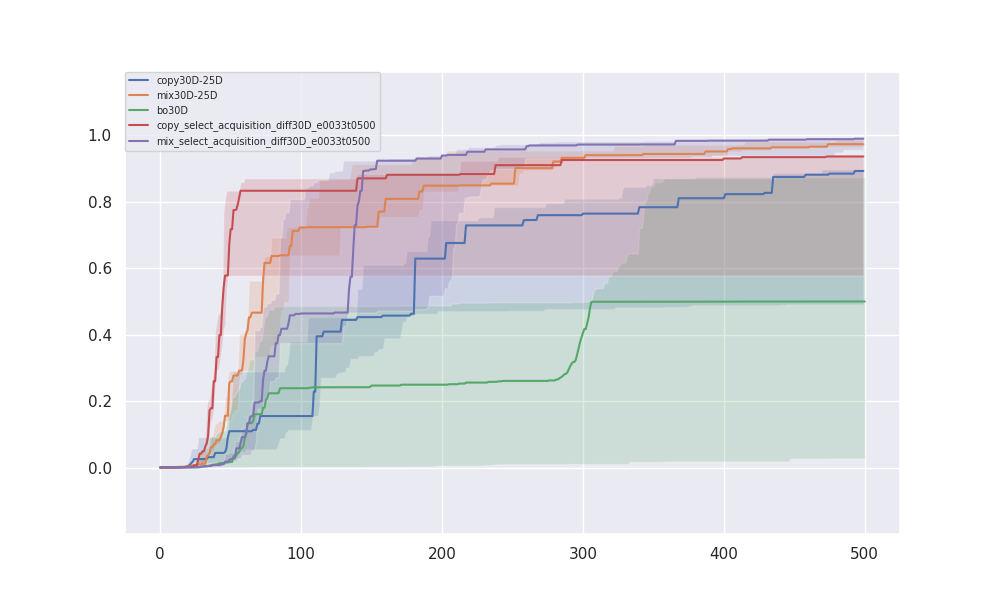 copy30D-25D
mix30D-25D
bo30D
copy_select_acquisition_diff30D_e0033t0500
mix_select_acquisition_diff30D_e0033t0500
1.0
0.8
0.6
0.4
0.2
0.0
0 100 200 300 400 500